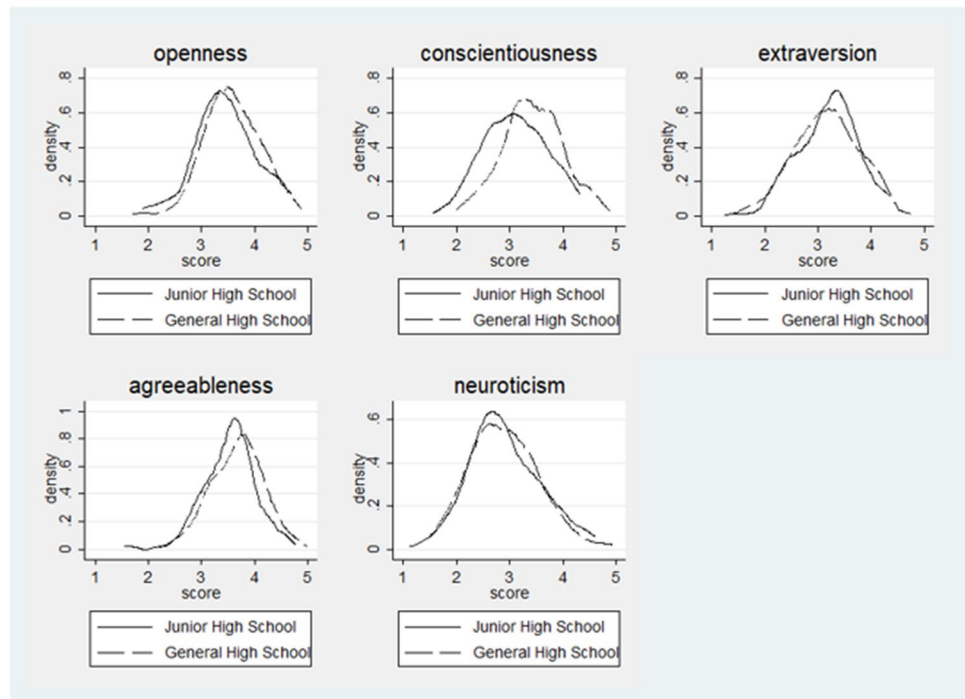 openness
density
0 .2 .4 .6 .8
1 2 3 4 5
score
Junior High School
General High School
conscientiousness
density
0 .2 .4 .6 .8
1 2 3 4 5
score
Junior High School
General High School
extraversion
density
0 .2 .4 .6 .8
1 2 3 4 5
score
Junior High School
General High School
agreeableness
density
0 .2 .4 .6 .8 1
1 2 3 4 5
score
Junior High School
General High School
neuroticism
density
0 .2 .4 .6
1 2 3 4 5
score
Junior High School
General High School